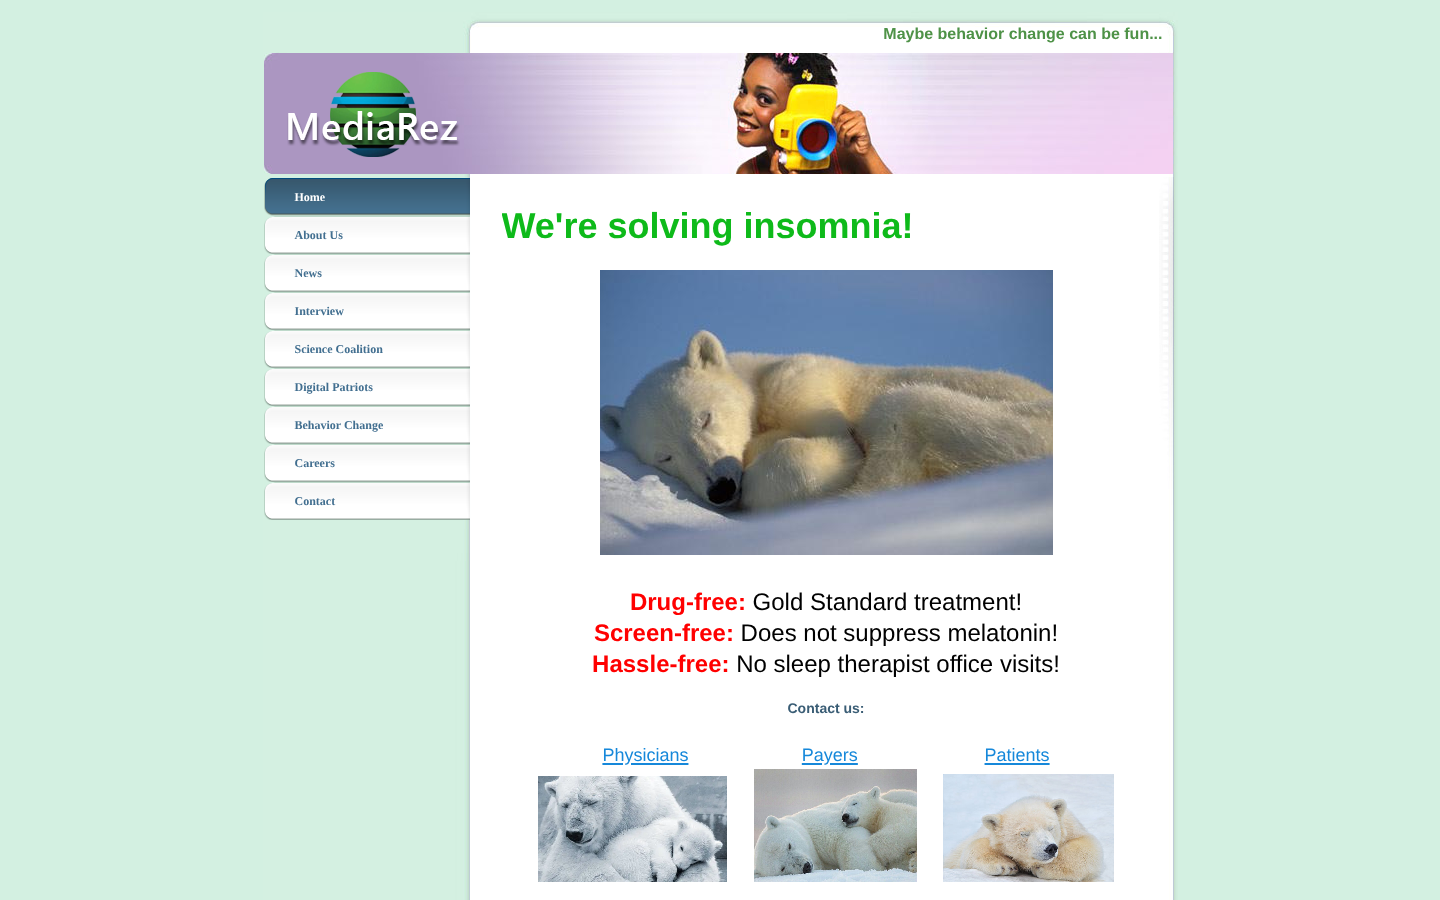 Maybe behavior change can be fun...
MediaRez
Home
About Us
News
Interview
Science Coalition
Digital Patriots
Behavior Change
Careers
Contact
We're solving insomnia!
Drug-free: Gold Standard treatment!
Screen-free: Does not suppress melatonin!
Hassle-free: No sleep therapist office visits!
Contact us:
Physicians Payers Patients